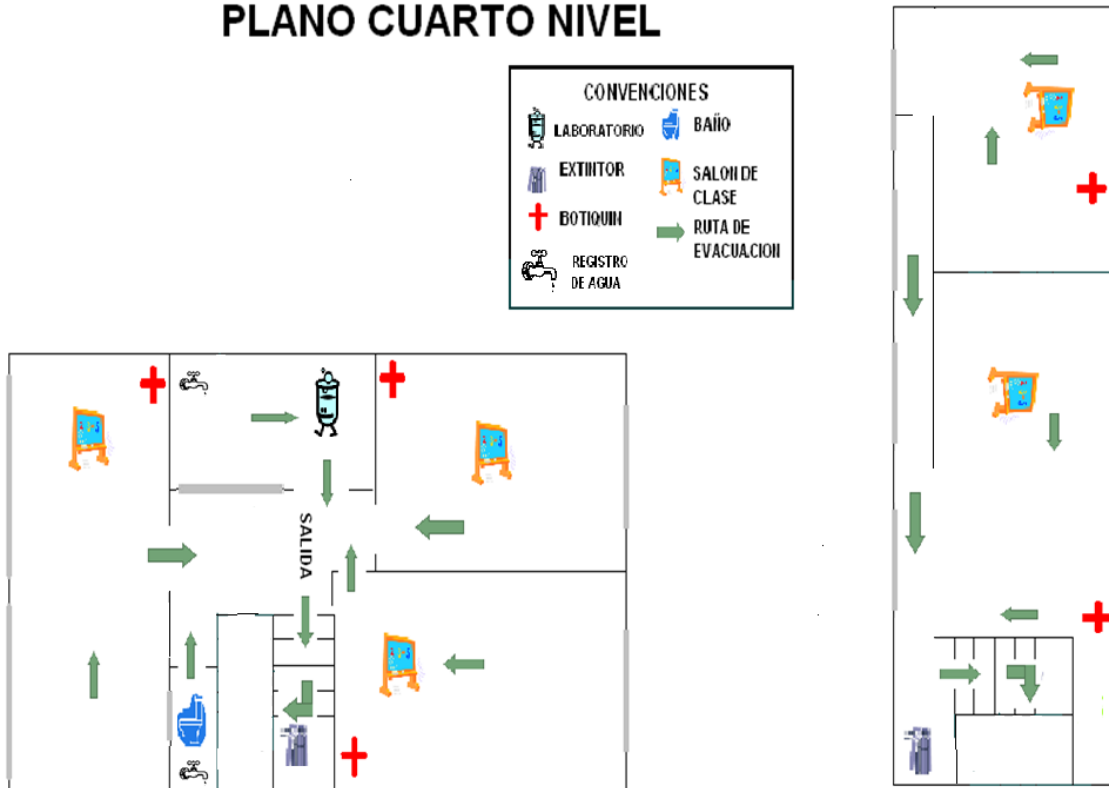 PLANO CUARTO NIVEL
CONVENCIONES
LABORATORIO
BAÑO
EXTINTOR
SALON DE
CLASE
BOTIQUIN
RUTA DE
EVACUACION
REGISTRO
DE AGUA
SALIDA